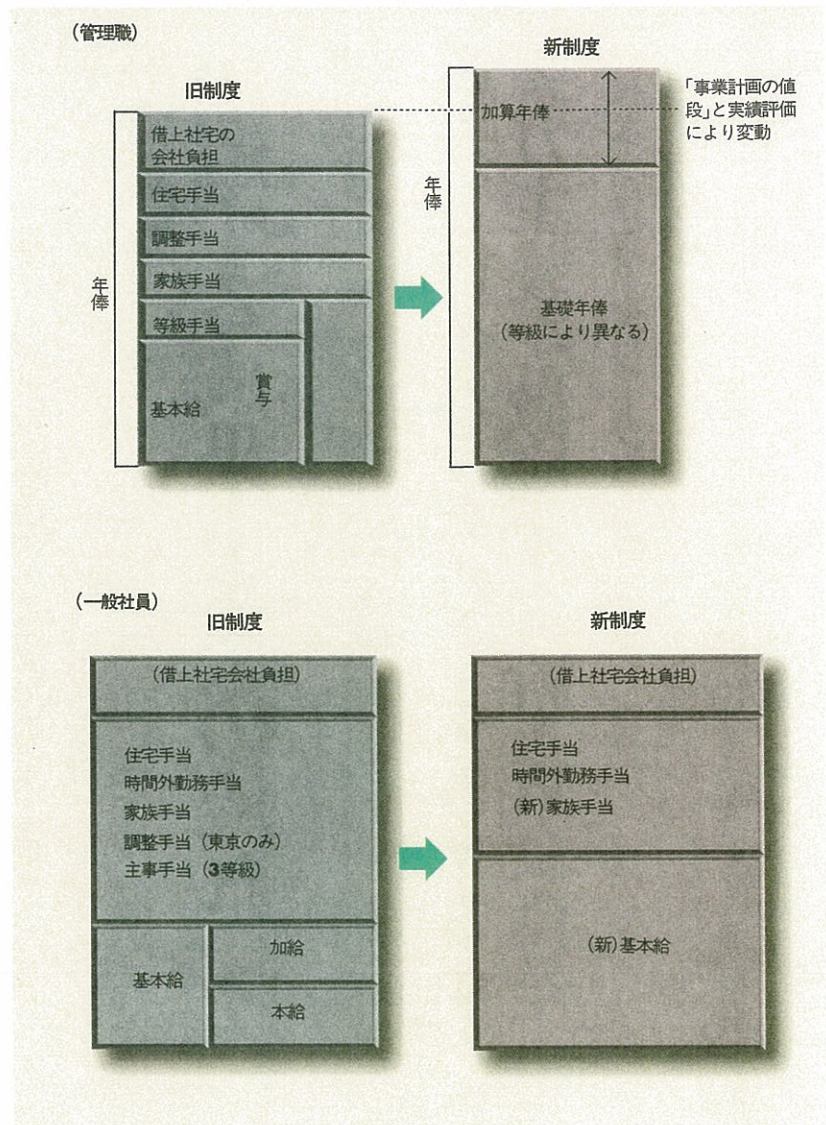 (管理職)
旧制度
年俸
借上社宅の
会社負担
住宅手当
調整手当
家族手当
等級手当
基本給
賞与
新制度
年俸
加算年俸
「事業計画の値
段」と実績評価
により変動
基礎年俸
(等級により異なる)
(一般社員)
旧制度
(借上社宅会社負担)
住宅手当
時間外勤務手当
家族手当
調整手当(東京のみ)
主事手当(3等級)
基本給
加給
本給
新制度
(借上社宅会社負担)
住宅手当
時間外勤務手当
(新)家族手当
(新)基本給